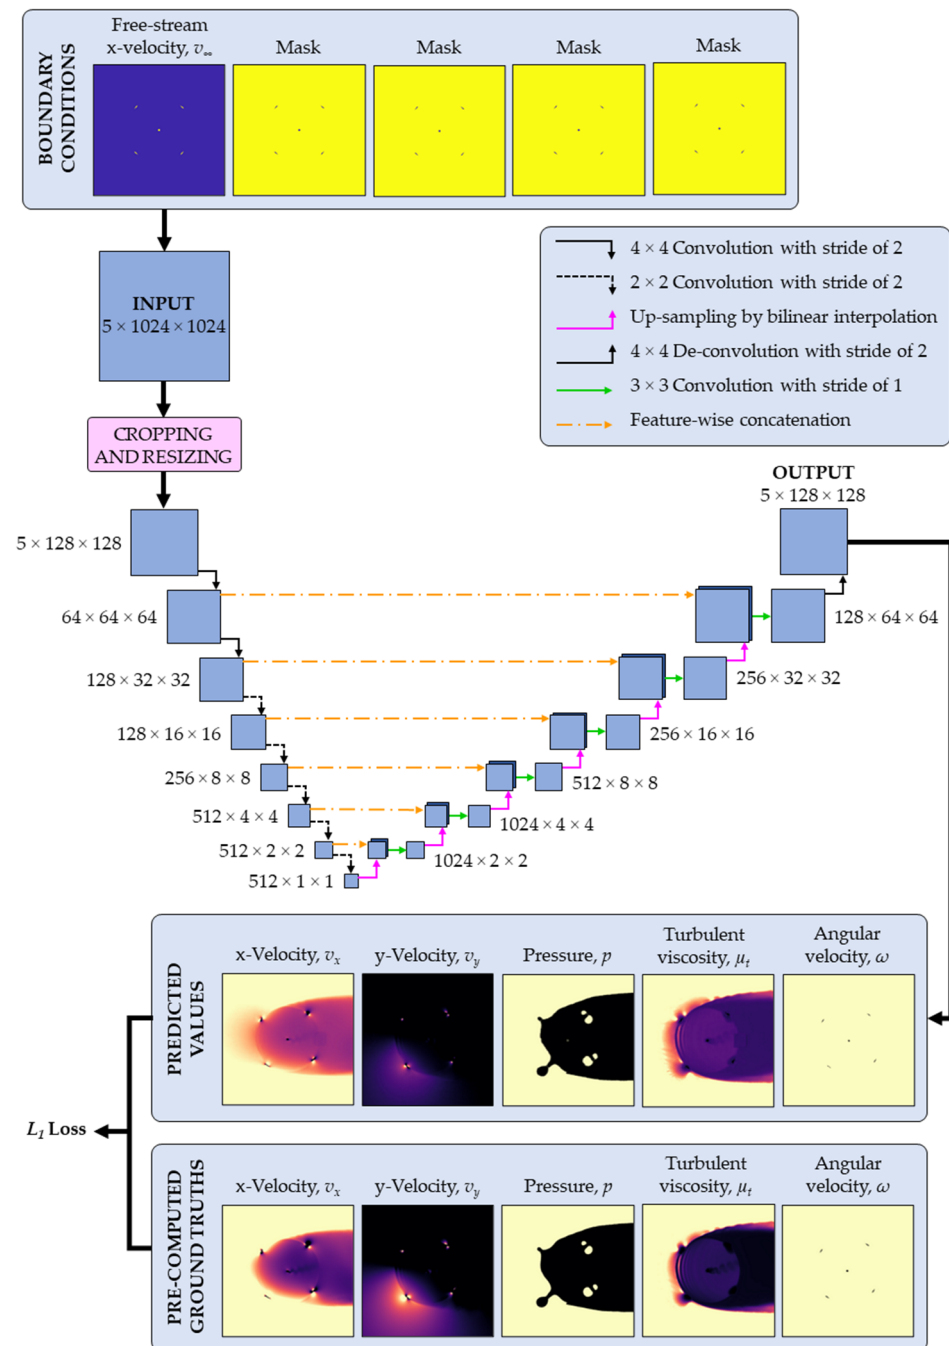 BOUNDARY
CONDITIONS
Free-stream
x-velocity, v∞
Mask
Mask
Mask
Mask
INPUT
5 × 1024 × 1024
CROPPING
AND RESIZING
4 × 4 Convolution with stride of 2
2 × 2 Convolution with stride of 2
Up-sampling by bilinear interpolation
4 × 4 De-convolution with stride of 2
3 × 3 Convolution with stride of 1
Feature-wise concatenation
OUTPUT
5 × 128 × 128
5 × 128 × 128
64 × 64 × 64
128 × 64 × 64
128 × 32 × 32
256 × 32 × 32
128 × 16 × 16
256 × 16 × 16
256 × 8 × 8
512 × 8 × 8
512 × 4 × 4
1024 × 4 × 4
512 × 2 × 2
1024 × 2 × 2
512 × 1 × 1
PREDICTED
VALUES
x-Velocity, vx
y-Velocity, vy
Pressure, p
Turbulent
viscosity, μt
Angular
velocity, ω
L1 Loss
PRE-COMPUTED
GROUND TRUTHS
x-Velocity, vx
y-Velocity, vy
Pressure, p
Turbulent
viscosity, μt
Angular
velocity, ω